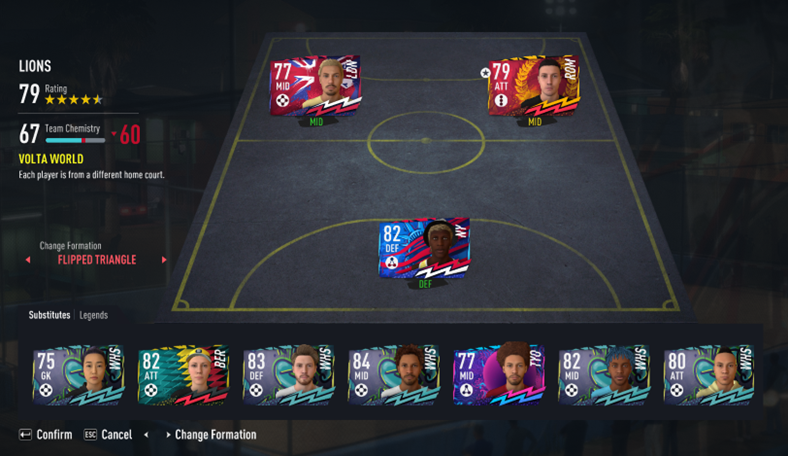 LIONS
79 Rating
67 Team Chemistry 60
VOLTA WORLD
Each player is from a different home court.
77 MID LDN
MID
79 ATT ROM
MID
82 DEF NY
DEF
Change Formation
FLIPPED TRIANGLE
Substitutes | Legends
75 GK WHS
82 ATT BER
83 DEF WHS
84 MID WHS
77 MID TYO
82 MID WHS
80 ATT WHS
Confirm ESC Cancel Change Formation